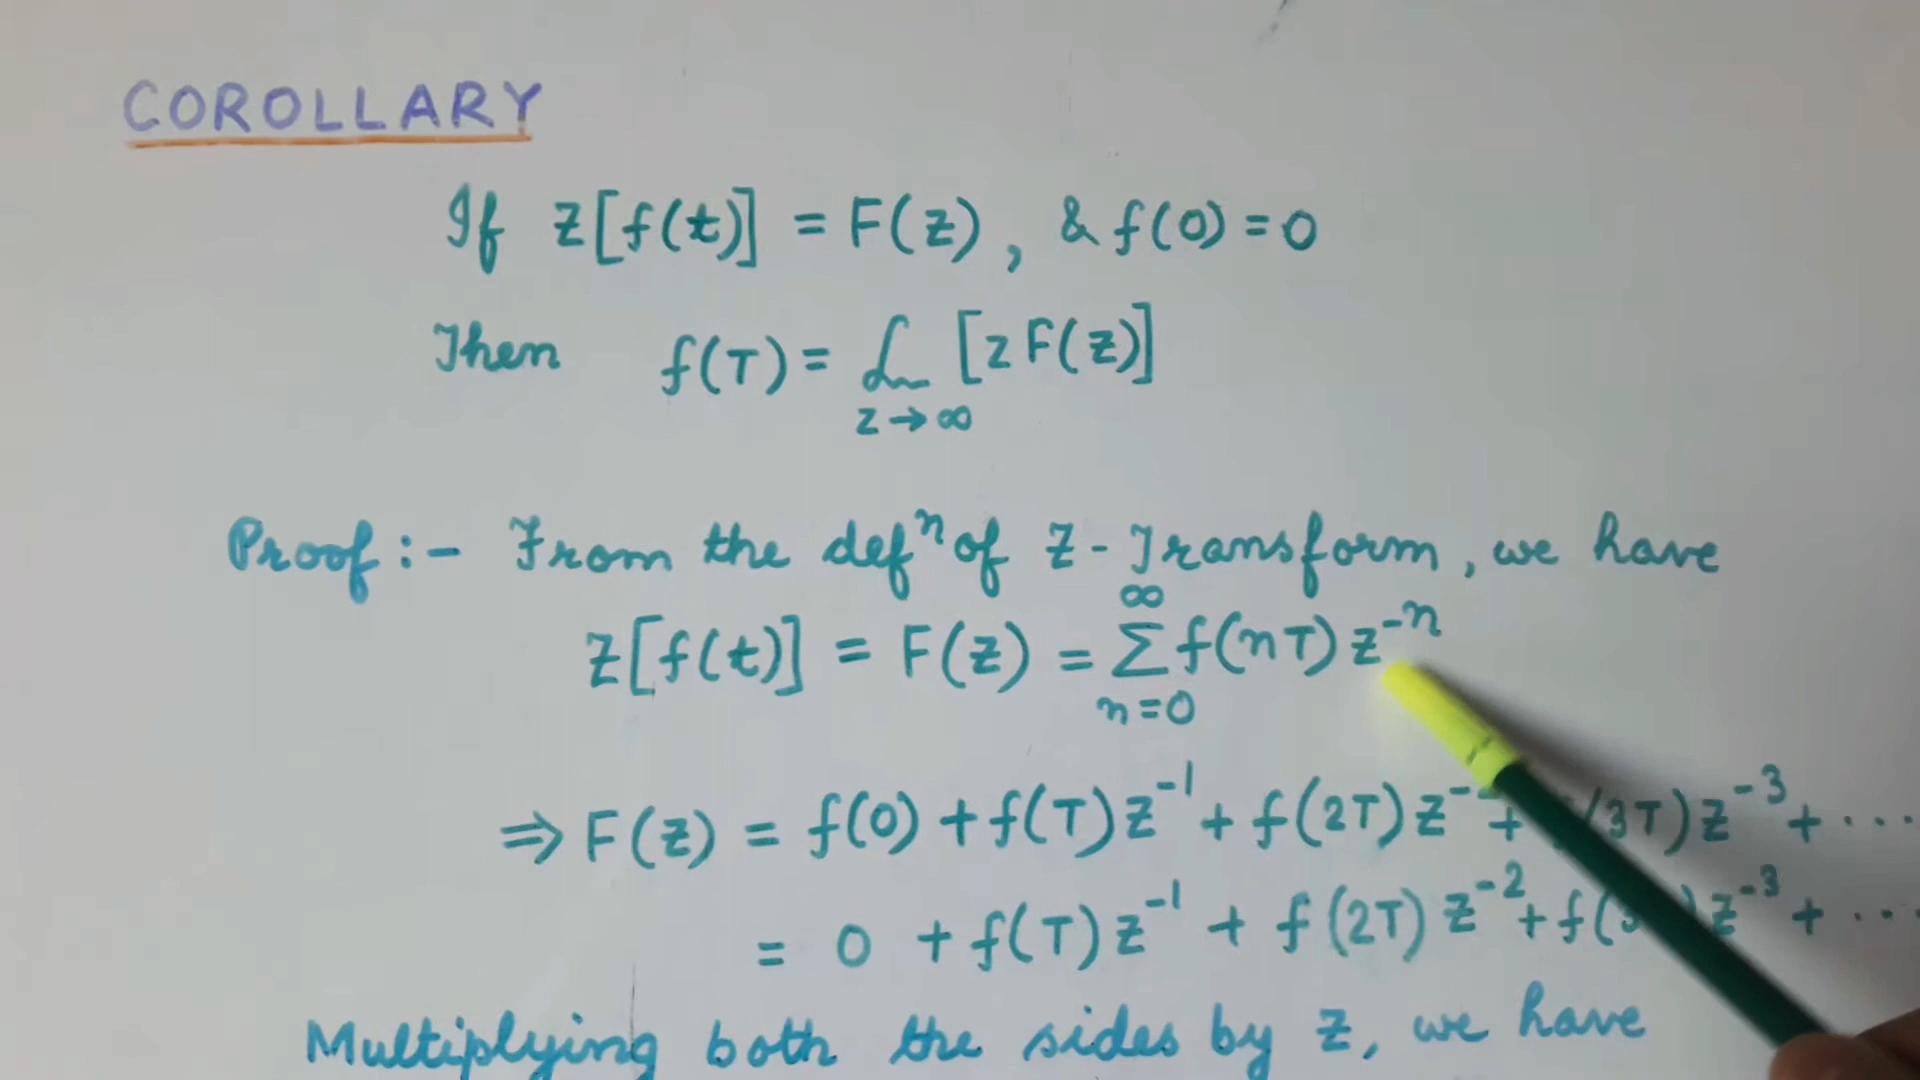 COROLLARY
If Z[f(t)] = F(z), & f(0) = 0
Then f(T) = Lt [z F(z)]
z → ∞
Proof :- From the defⁿ of Z-Transform, we have
∞
Z[f(t)] = F(z) = Σ f(nT) z⁻ⁿ
n=0
⇒ F(z) = f(0) + f(T) z⁻¹ + f(2T) z⁻ + (3T) z⁻³ + ....
= 0 + f(T) z⁻¹ + f(2T) z⁻² + f(3 ) z⁻³ + ...
Multiplying both the sides by z, we have